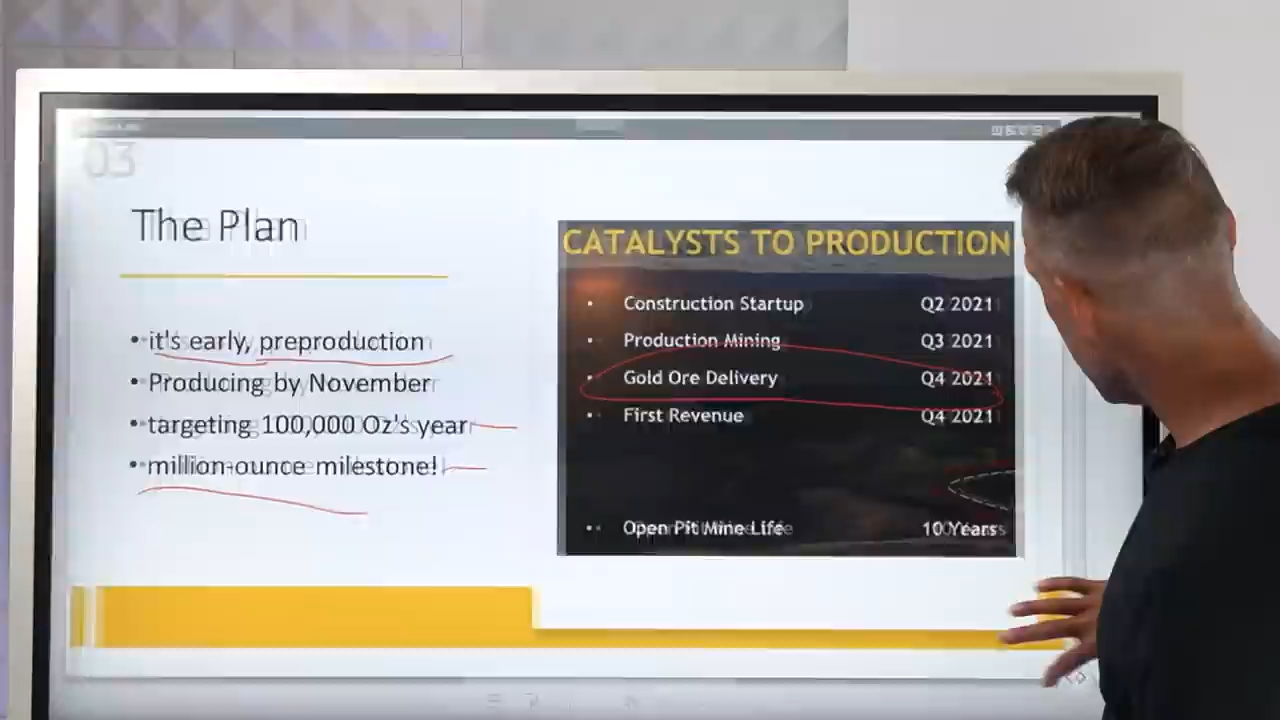 03
The Plan
• it's early, preproduction
• Producing by November
• targeting 100,000 Oz's year
• million-ounce milestone!
CATALYSTS TO PRODUCTION
• Construction Startup Q2 2021
• Production Mining Q3 2021
• Gold Ore Delivery Q4 2021
• First Revenue Q4 2021
• Open Pit Mine Life 10 Years